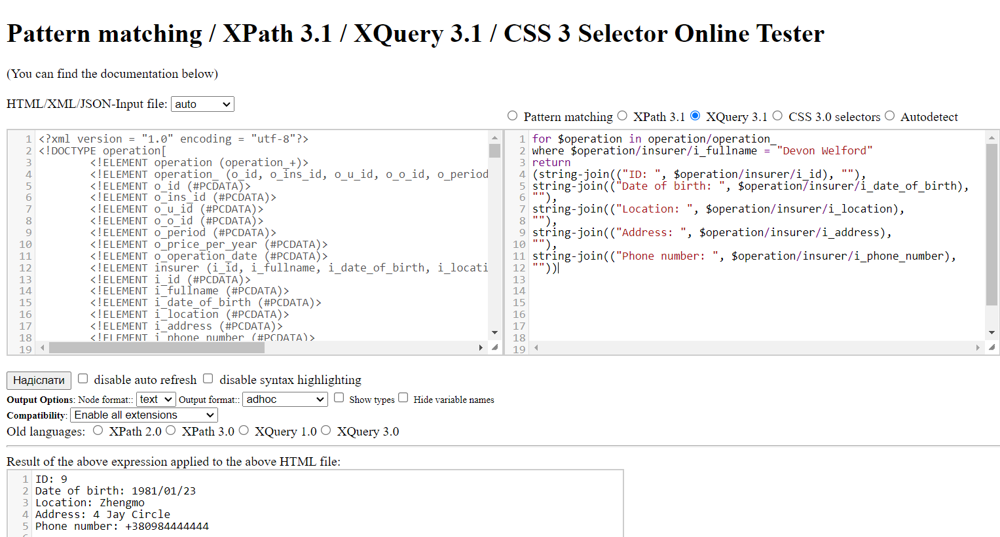 Pattern matching / XPath 3.1 / XQuery 3.1 / CSS 3 Selector Online Tester
(You can find the documentation below)
HTML/XML/JSON-Input file: auto
Pattern matching XPath 3.1 XQuery 3.1 CSS 3.0 selectors Autodetect
1 <?xml version = "1.0" encoding = "utf-8"?>
2 <!DOCTYPE operation[
3 <!ELEMENT operation (operation_+)>
4 <!ELEMENT operation_ (o_id, o_ins_id, o_u_id, o_o_id, o_period
5 <!ELEMENT o_id (#PCDATA)>
6 <!ELEMENT o_ins_id (#PCDATA)>
7 <!ELEMENT o_u_id (#PCDATA)>
8 <!ELEMENT o_o_id (#PCDATA)>
9 <!ELEMENT o_period (#PCDATA)>
10 <!ELEMENT o_price_per_year (#PCDATA)>
11 <!ELEMENT o_operation_date (#PCDATA)>
12 <!ELEMENT insurer (i_id, i_fullname, i_date_of_birth, i_locati
13 <!ELEMENT i_id (#PCDATA)>
14 <!ELEMENT i_fullname (#PCDATA)>
15 <!ELEMENT i_date_of_birth (#PCDATA)>
16 <!ELEMENT i_location (#PCDATA)>
17 <!ELEMENT i_address (#PCDATA)>
18 <!ELEMENT i_phone_number (#PCDATA)>
19
1 for $operation in operation/operation_
2 where $operation/insurer/i_fullname = "Devon Welford"
3 return
4 (string-join(("ID: ", $operation/insurer/i_id), ""),
5 string-join(("Date of birth: ", $operation/insurer/i_date_of_birth),
6 ""),
7 string-join(("Location: ", $operation/insurer/i_location),
8 ""),
9 string-join(("Address: ", $operation/insurer/i_address),
10 ""),
11 string-join(("Phone number: ", $operation/insurer/i_phone_number),
12 ""))
13
14
15
16
17
18
19
Надіслати disable auto refresh disable syntax highlighting
Output Options: Node format:: text Output format:: adhoc Show types Hide variable names
Compatibility: Enable all extensions
Old languages: XPath 2.0 XPath 3.0 XQuery 1.0 XQuery 3.0
Result of the above expression applied to the above HTML file:
1 ID: 9
2 Date of birth: 1981/01/23
3 Location: Zhengmo
4 Address: 4 Jay Circle
5 Phone number: +380984444444